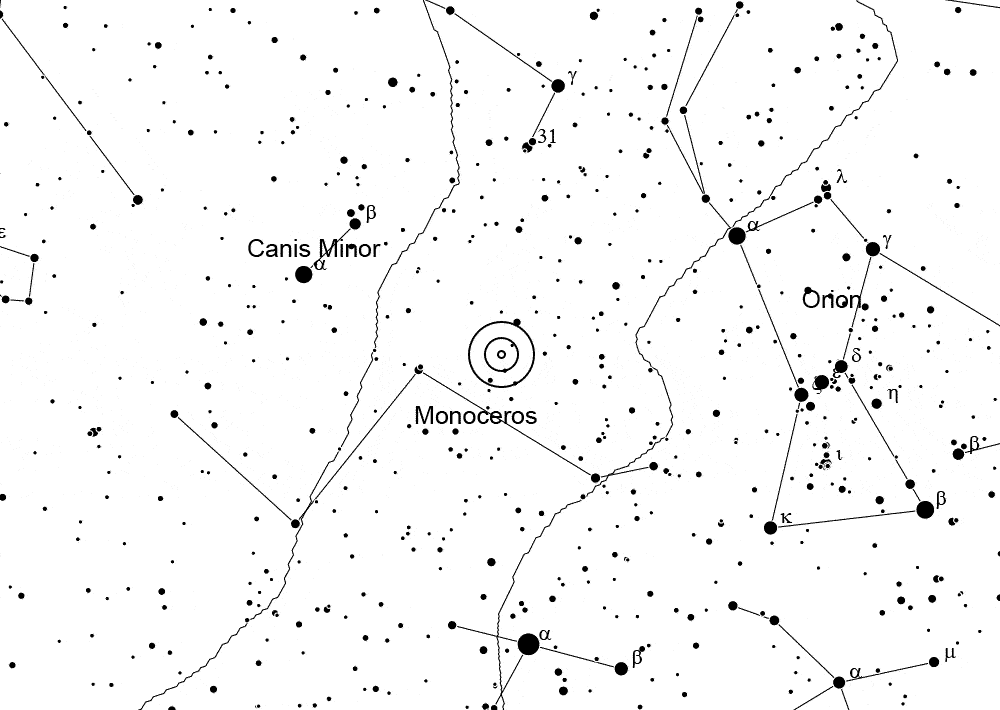 γ
31
λ
β
α
γ
ε
Canis Minor
α
Orion
δ
ε
ζ
η
Monoceros
β
ι
β
κ
α
β
α
μ